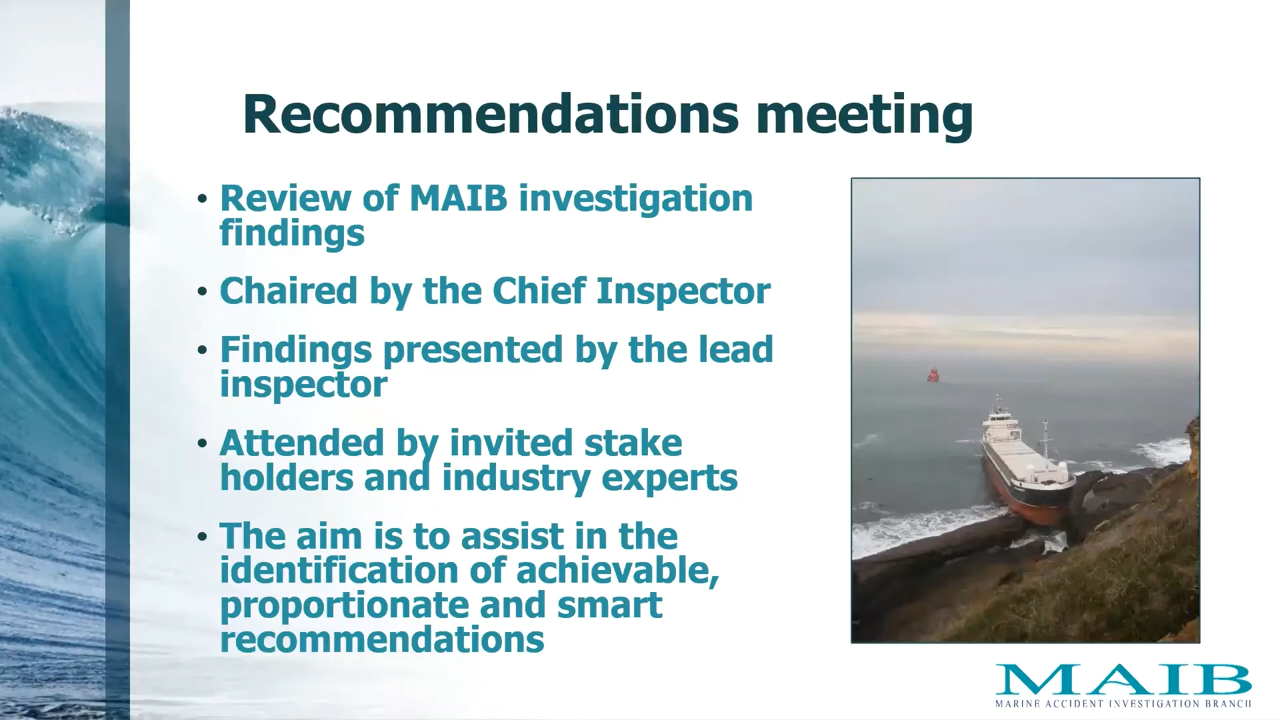 Recommendations meeting
• Review of MAIB investigation
findings
• Chaired by the Chief Inspector
• Findings presented by the lead
inspector
• Attended by invited stake
holders and industry experts
• The aim is to assist in the
identification of achievable,
proportionate and smart
recommendations
MAIB
MARINE ACCIDENT INVESTIGATION BRANCH